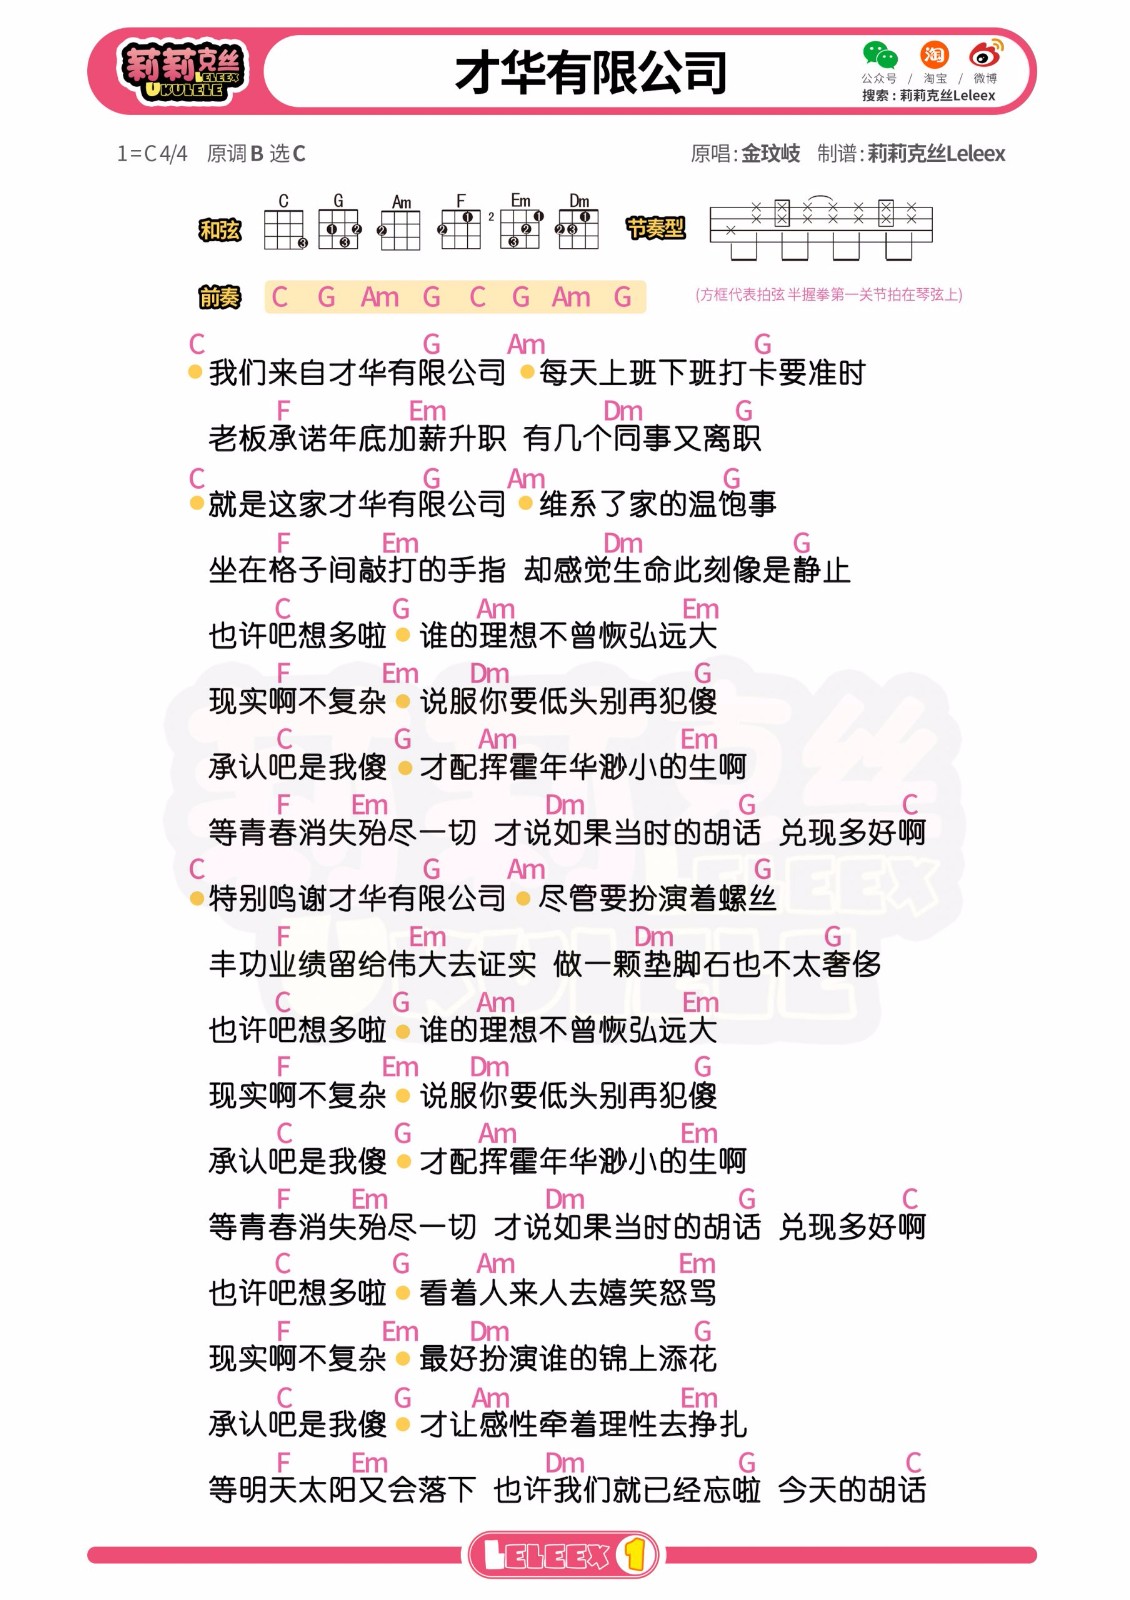 莉莉克丝
LELEEX
UKULELE
才华有限公司
公众号 / 淘宝 / 微博
搜索：莉莉克丝Leleex
1=C 4/4 原调B 选C
原唱：金玟岐 制谱：莉莉克丝Leleex
和弦 C G Am F 2 Em Dm 节奏型
前奏 C G Am G C G Am G
(方框代表拍弦 半握拳第一关节拍在琴弦上)
C G Am G
我们来自才华有限公司 每天上班下班打卡要准时
F Em Dm G
老板承诺年底加薪升职 有几个同事又离职
C G Am G
就是这家才华有限公司 维系了家的温饱事
F Em Dm G
坐在格子间敲打的手指 却感觉生命此刻像是静止
C G Am Em
也许吧想多啦 谁的理想不曾恢弘远大
F Em Dm G
现实啊不复杂 说服你要低头别再犯傻
C G Am Em
承认吧是我傻 才配挥霍年华渺小的生啊
F Em Dm G C
等青春消失殆尽一切 才说如果当时的胡话 兑现多好啊
C G Am G
特别鸣谢才华有限公司 尽管要扮演着螺丝
F Em Dm G
丰功业绩留给伟大去证实 做一颗垫脚石也不太奢侈
C G Am Em
也许吧想多啦 谁的理想不曾恢弘远大
F Em Dm G
现实啊不复杂 说服你要低头别再犯傻
C G Am Em
承认吧是我傻 才配挥霍年华渺小的生啊
F Em Dm G C
等青春消失殆尽一切 才说如果当时的胡话 兑现多好啊
C G Am Em
也许吧想多啦 看着人来人去嬉笑怒骂
F Em Dm G
现实啊不复杂 最好扮演谁的锦上添花
C G Am Em
承认吧是我傻 才让感性牵着理性去挣扎
F Em Dm G C
等明天太阳又会落下 也许我们就已经忘啦 今天的胡话
LELEEX 1